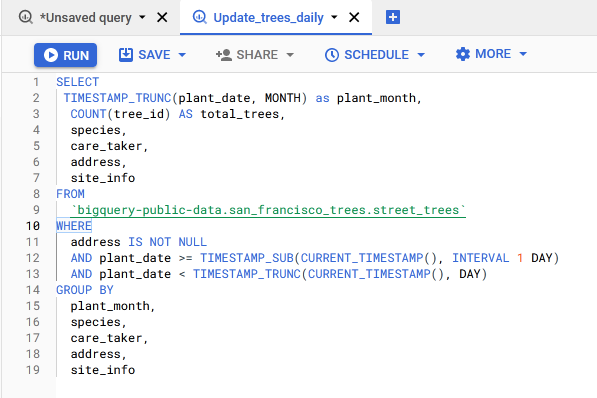 *Unsaved query
Update_trees_daily
RUN
SAVE
SHARE
SCHEDULE
MORE
1 SELECT
2 TIMESTAMP_TRUNC(plant_date, MONTH) as plant_month,
3 COUNT(tree_id) AS total_trees,
4 species,
5 care_taker,
6 address,
7 site_info
8 FROM
9 `bigquery-public-data.san_francisco_trees.street_trees`
10 WHERE
11 address IS NOT NULL
12 AND plant_date >= TIMESTAMP_SUB(CURRENT_TIMESTAMP(), INTERVAL 1 DAY)
13 AND plant_date < TIMESTAMP_TRUNC(CURRENT_TIMESTAMP(), DAY)
14 GROUP BY
15 plant_month,
16 species,
17 care_taker,
18 address,
19 site_info